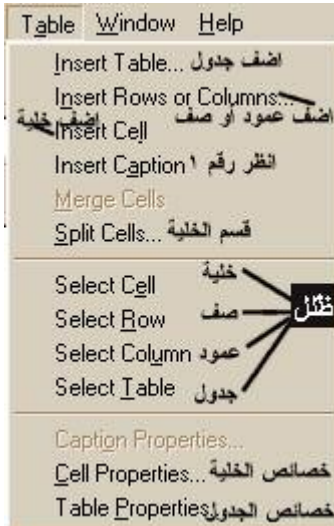 Table Window Help
Insert Table... اضف جدول
Insert Rows or Columns...
اضف عمود او صف
Insert Cell اضف خلية
Insert Caption انظر رقم ١
Merge Cells
Split Cells... قسم الخلية
Select Cell خلية
Select Row صف
ظلل
Select Column عمود
Select Table جدول
Caption Properties...
Cell Properties... خصائص الخلية
Table Properties خصائص الجدول